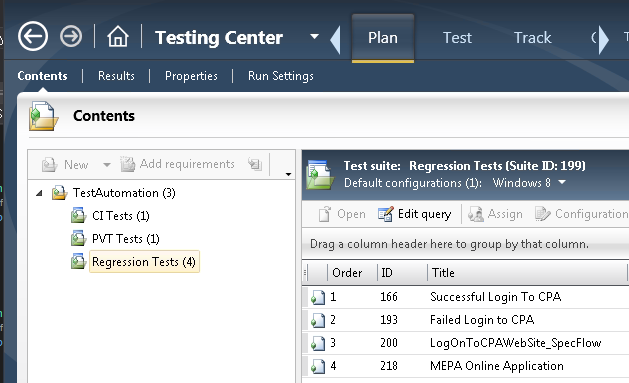 Testing Center Plan Test Track
Contents Results Properties Run Settings
Contents
New Add requirements
TestAutomation (3)
CI Tests (1)
PVT Tests (1)
Regression Tests (4)
Test suite: Regression Tests (Suite ID: 199)
Default configurations (1): Windows 8
Open Edit query Assign Configuration
Drag a column header here to group by that column.
Order ID Title
1 166 Successful Login To CPA
2 193 Failed Login to CPA
3 200 LogOnToCPAWebSite_SpecFlow
4 218 MEPA Online Application